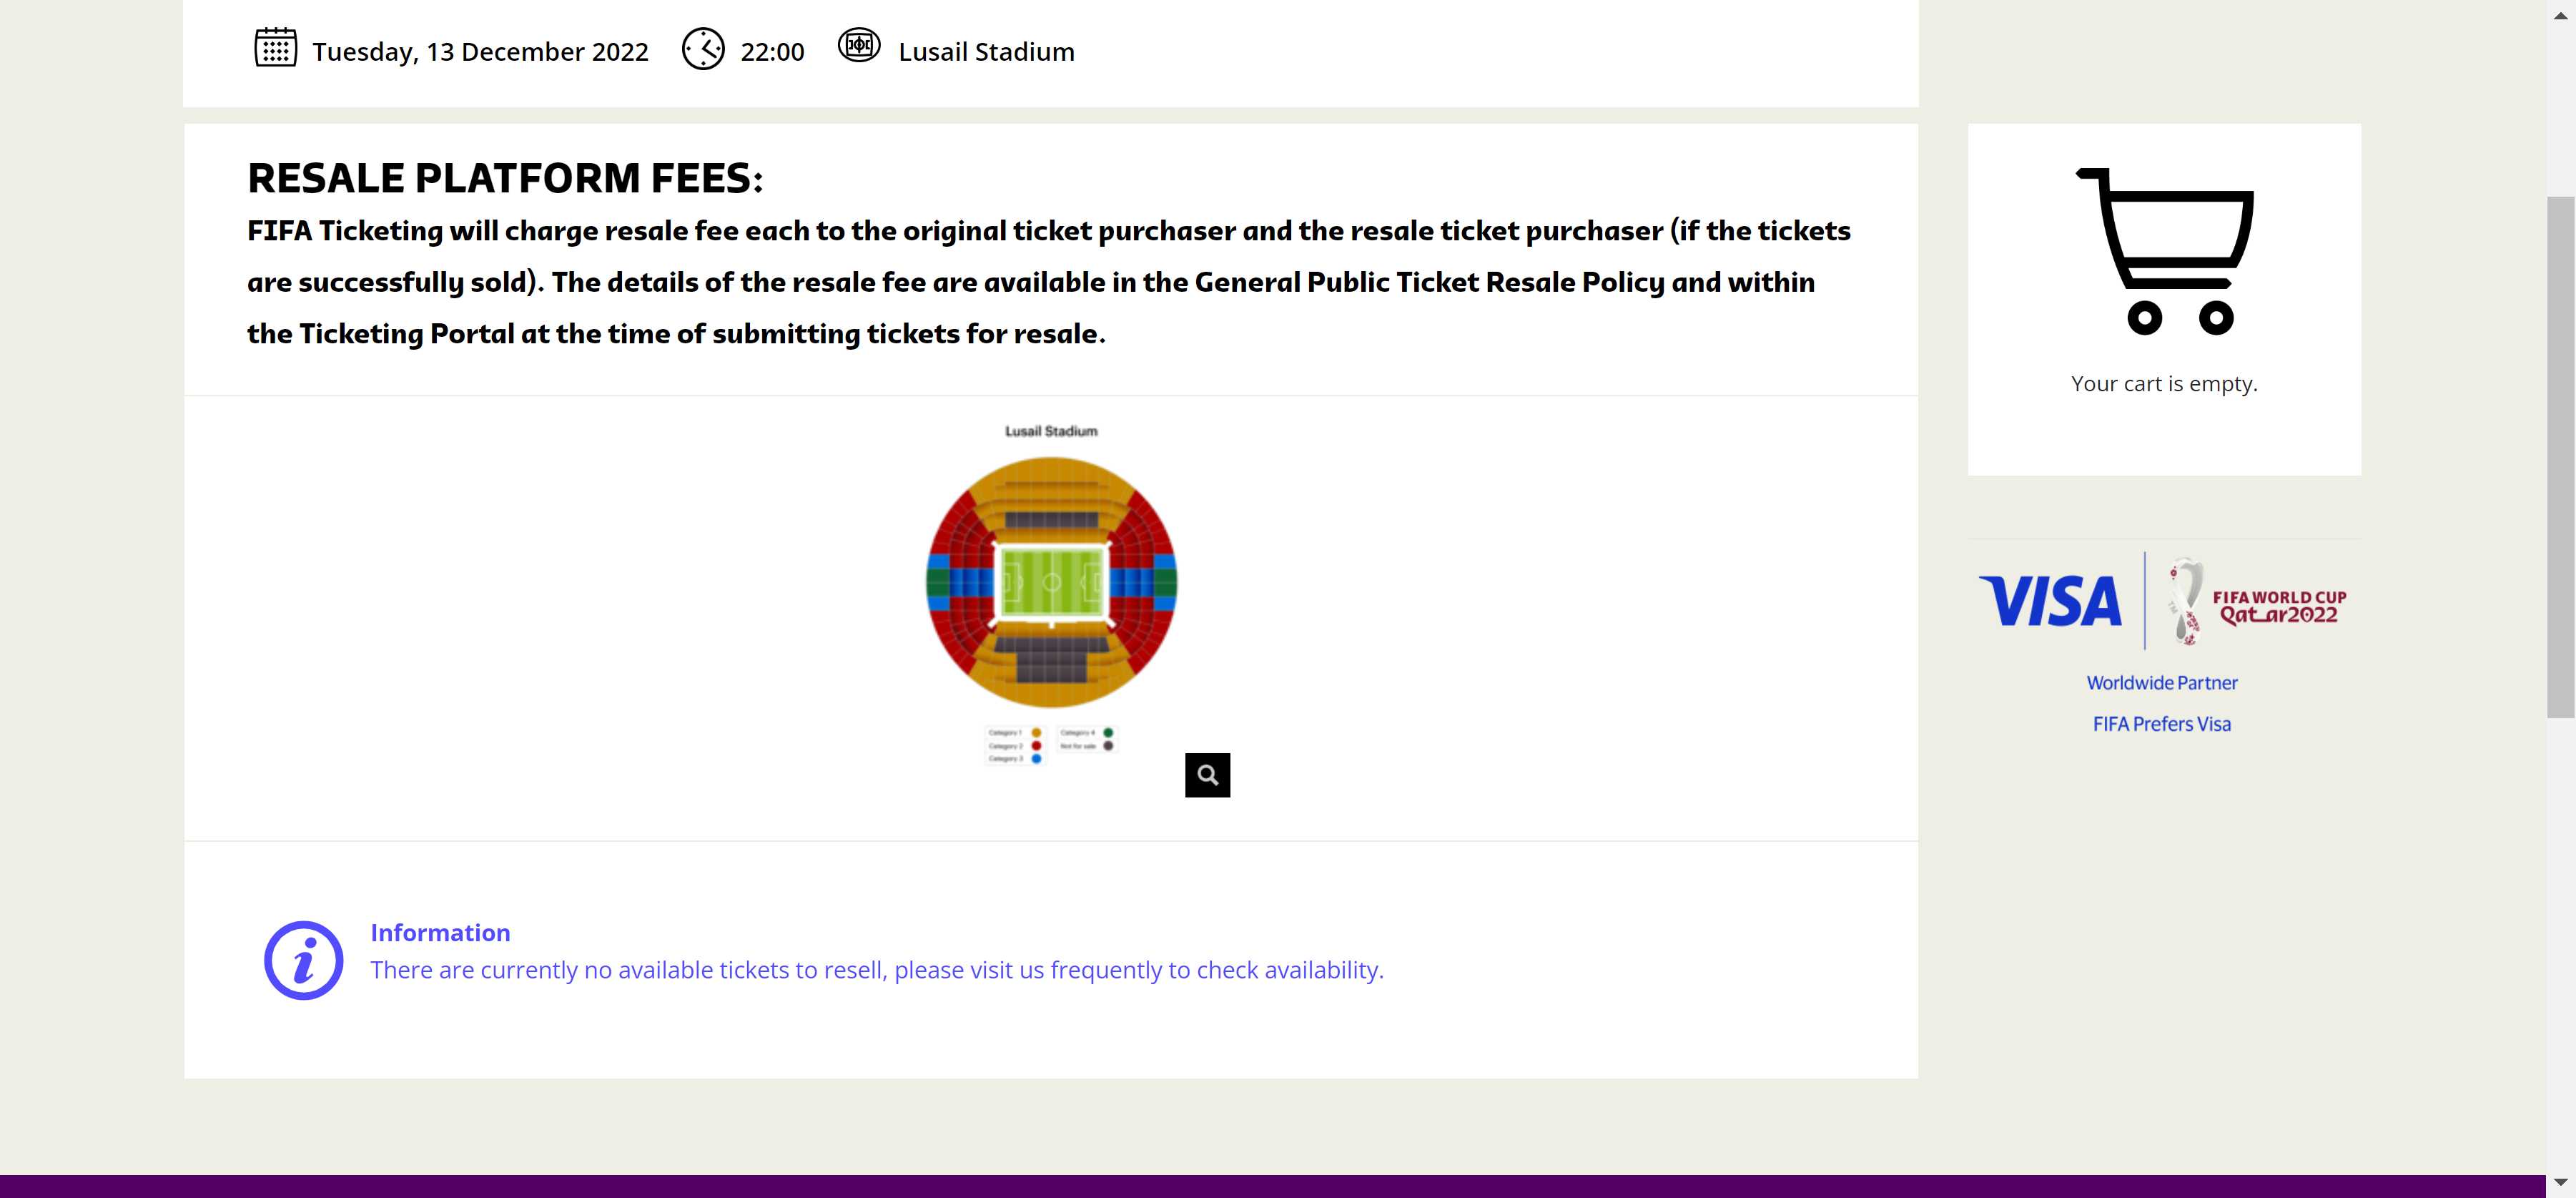 Tuesday, 13 December 2022 22:00 Lusail Stadium
RESALE PLATFORM FEES:
FIFA Ticketing will charge resale fee each to the original ticket purchaser and the resale ticket purchaser (if the tickets
are successfully sold). The details of the resale fee are available in the General Public Ticket Resale Policy and within
the Ticketing Portal at the time of submitting tickets for resale.
Lusail Stadium
Category 1 Category 4
Category 2 Not for sale
Category 3
Information
There are currently no available tickets to resell, please visit us frequently to check availability.
Your cart is empty.
VISA
TM
FIFA WORLD CUP
Qatar2022
Worldwide Partner
FIFA Prefers Visa